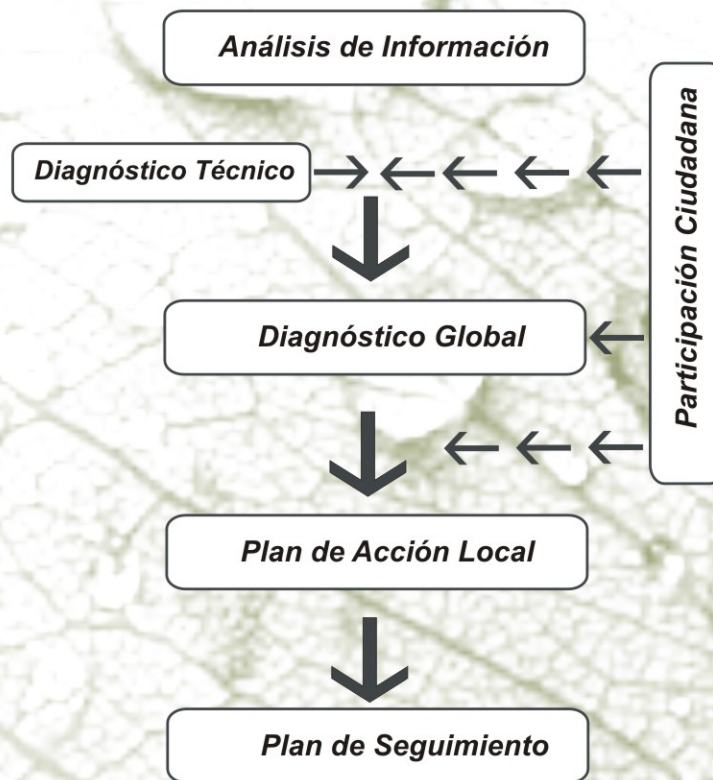 Análisis de Información
Participación Ciudadana
Diagnóstico Técnico
Diagnóstico Global
Plan de Acción Local
Plan de Seguimiento